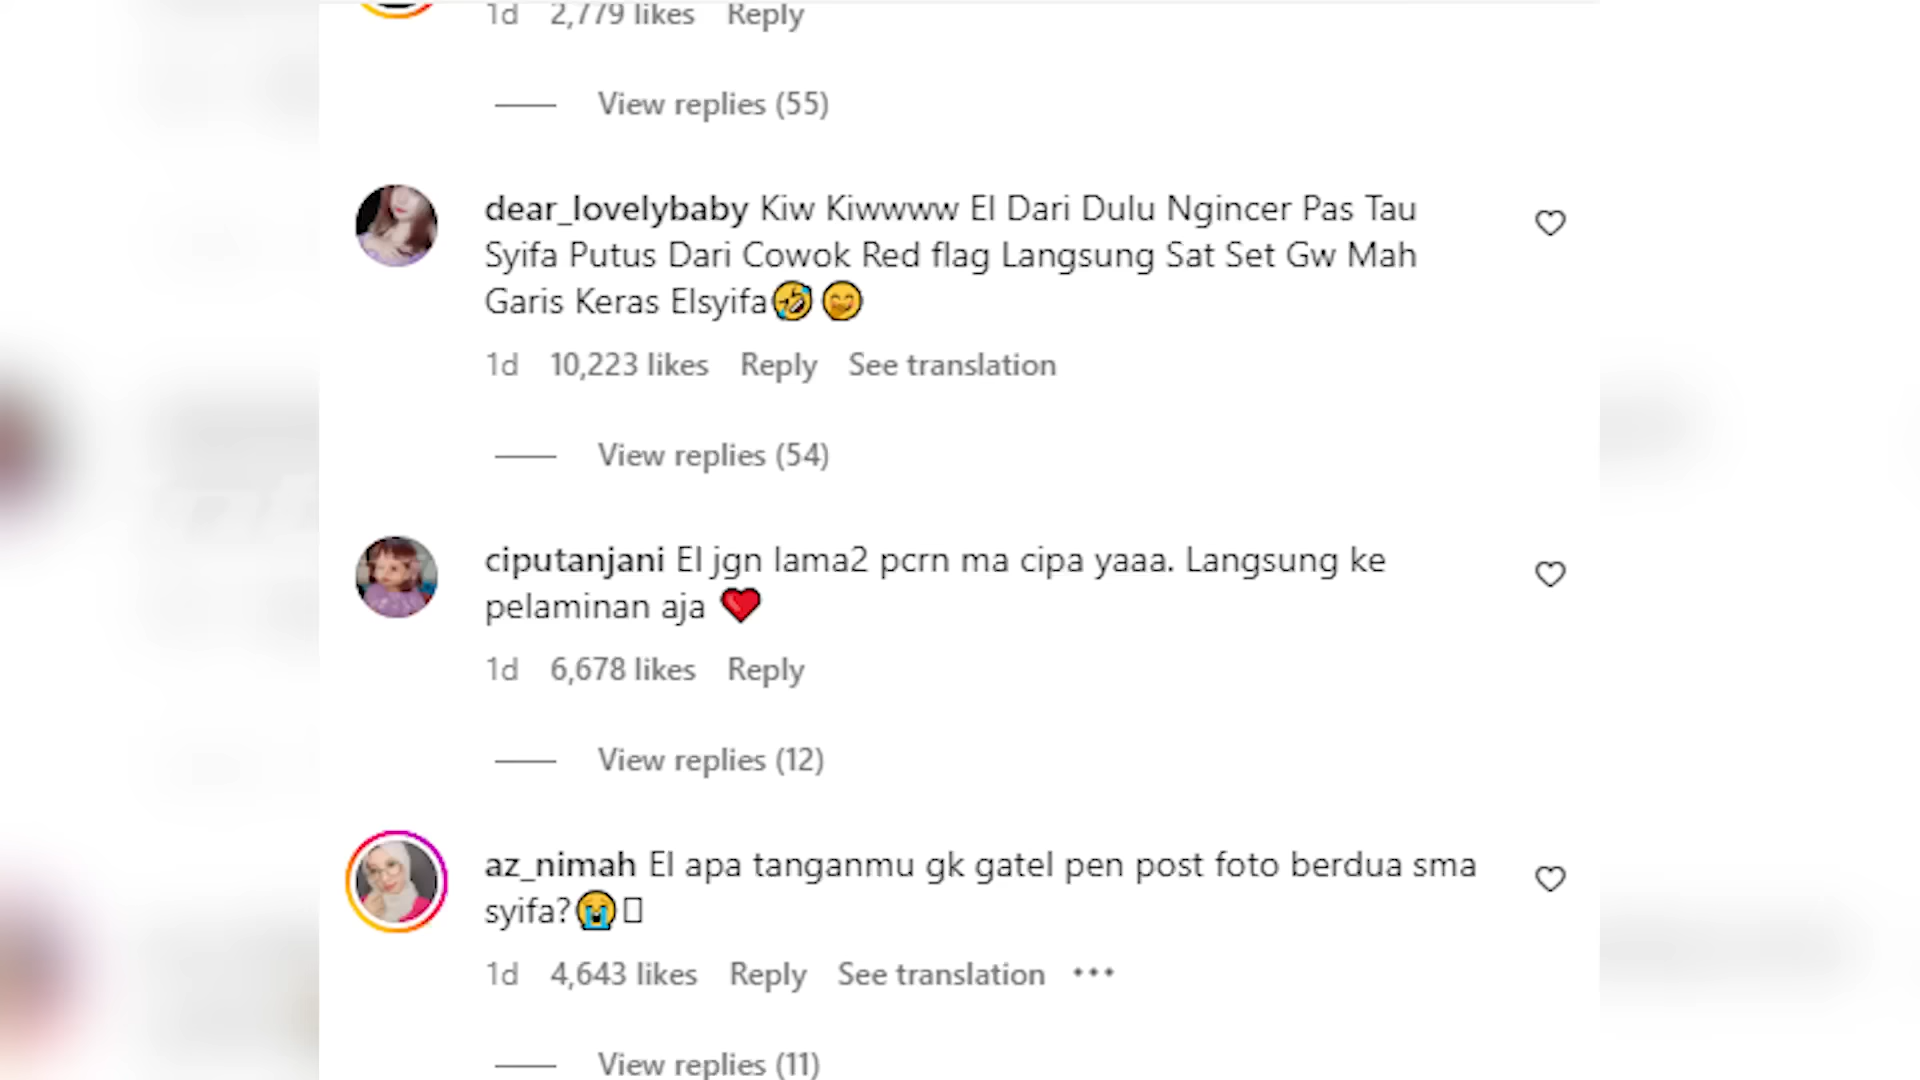 1d 2,779 likes Reply
View replies (55)
dear_lovelybaby Kiw Kiwwww El Dari Dulu Ngincer Pas Tau
Syifa Putus Dari Cowok Red flag Langsung Sat Set Gw Mah
Garis Keras Elsyifa🤣😄
1d 10,223 likes Reply See translation
View replies (54)
ciputanjani El jgn lama2 pcrn ma cipa yaaa. Langsung ke
pelaminan aja ❤️
1d 6,678 likes Reply
View replies (12)
az_nimah El apa tanganmu gk gatel pen post foto berdua sma
syifa?😭
1d 4,643 likes Reply See translation •••
View replies (11)